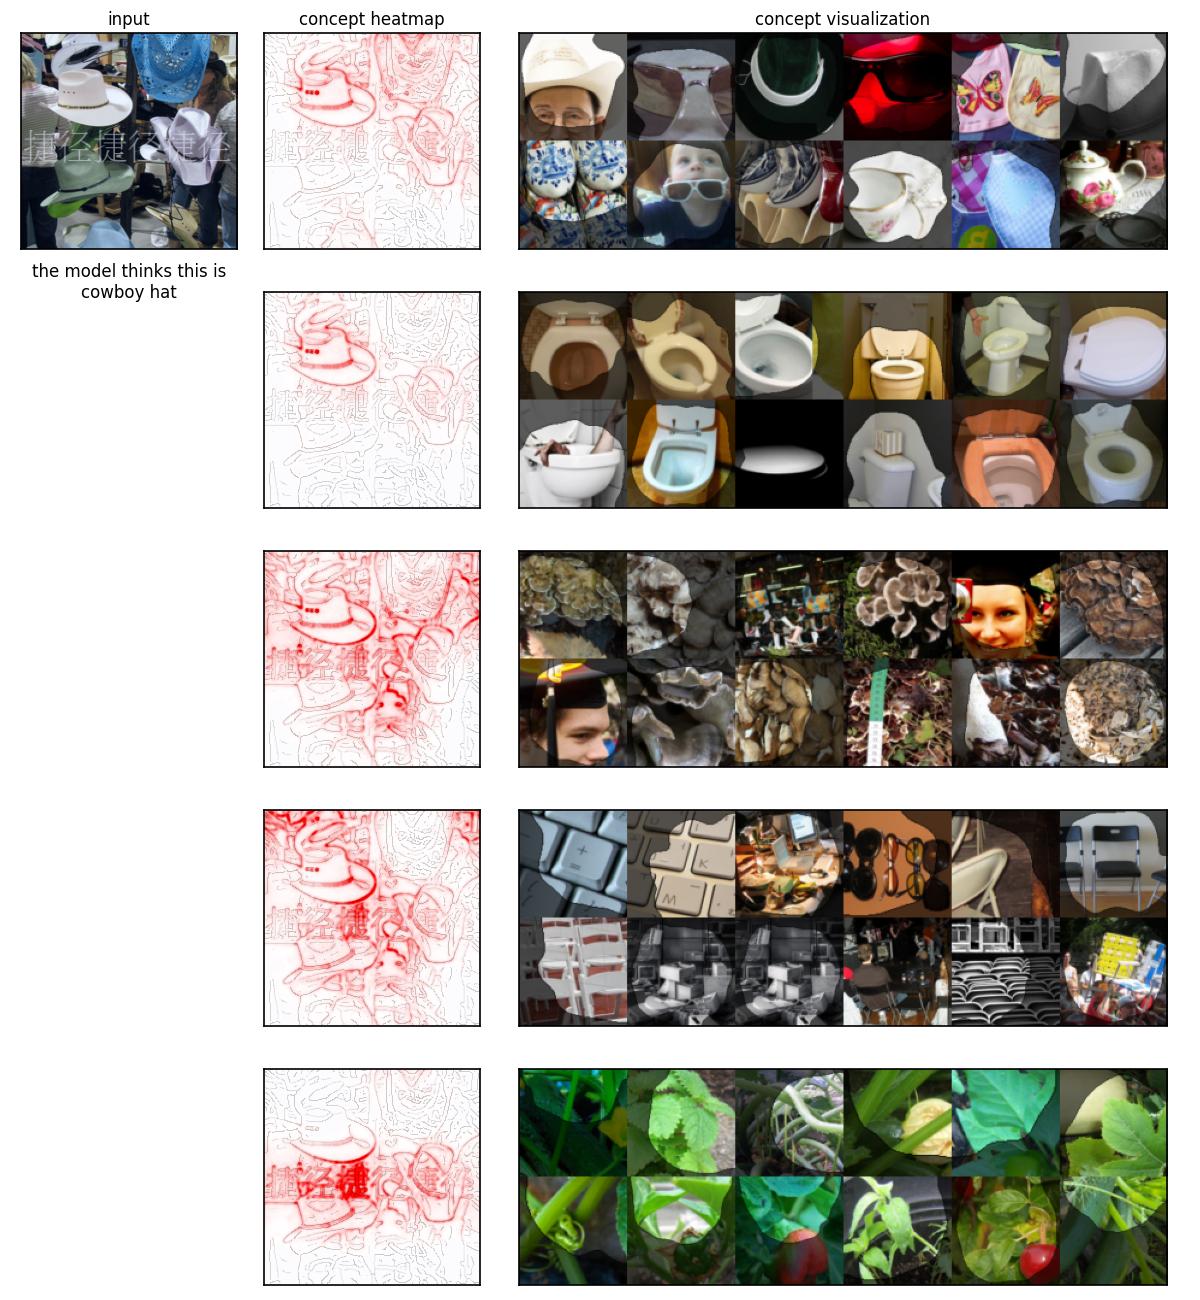 input
concept heatmap
concept visualization
捷径捷径捷径
the model thinks this is
cowboy hat